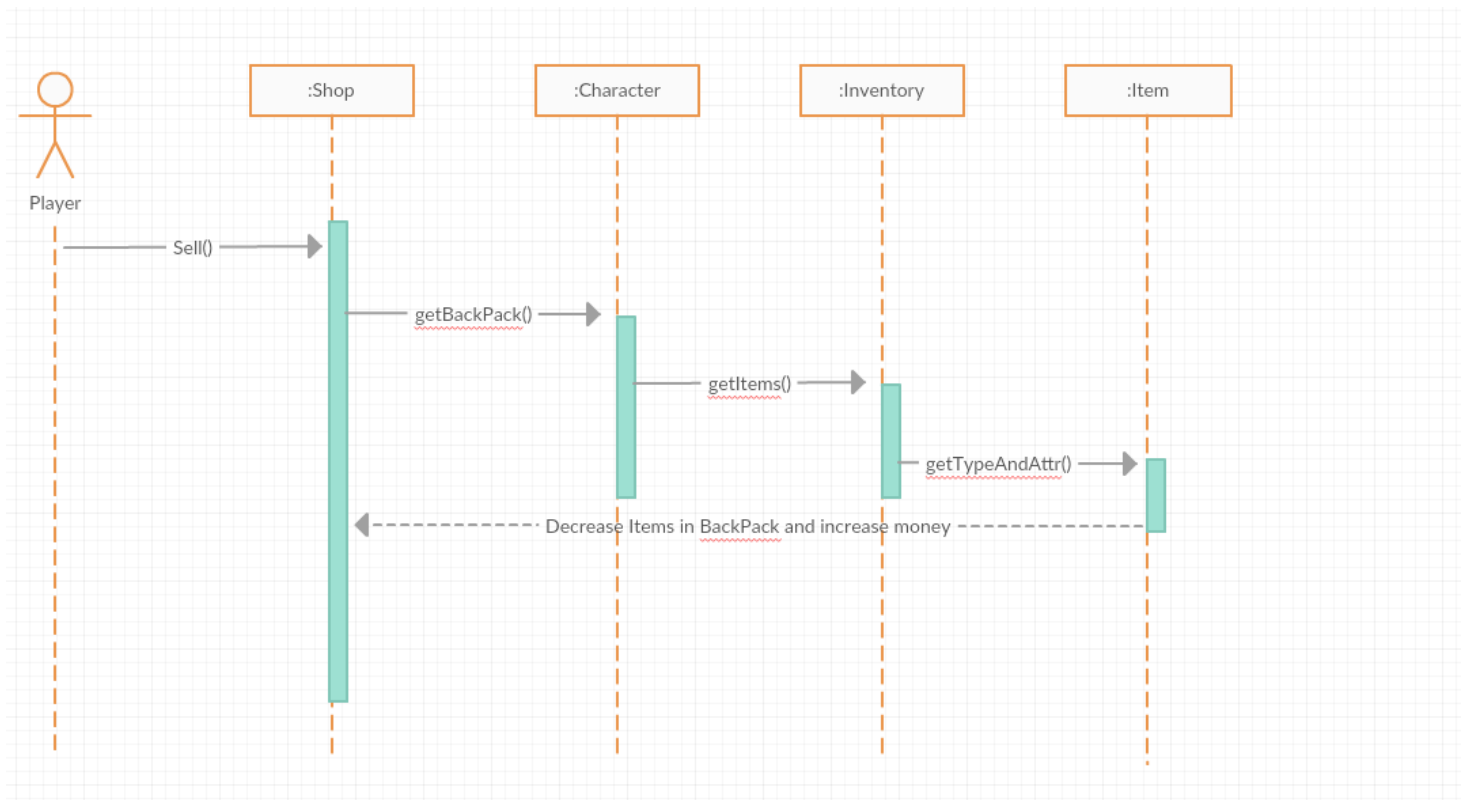 :Shop
:Character
:Inventory
:Item
Player
Sell()
getBackPack()
getItems()
getTypeAndAttr()
Decrease Items in BackPack and increase money